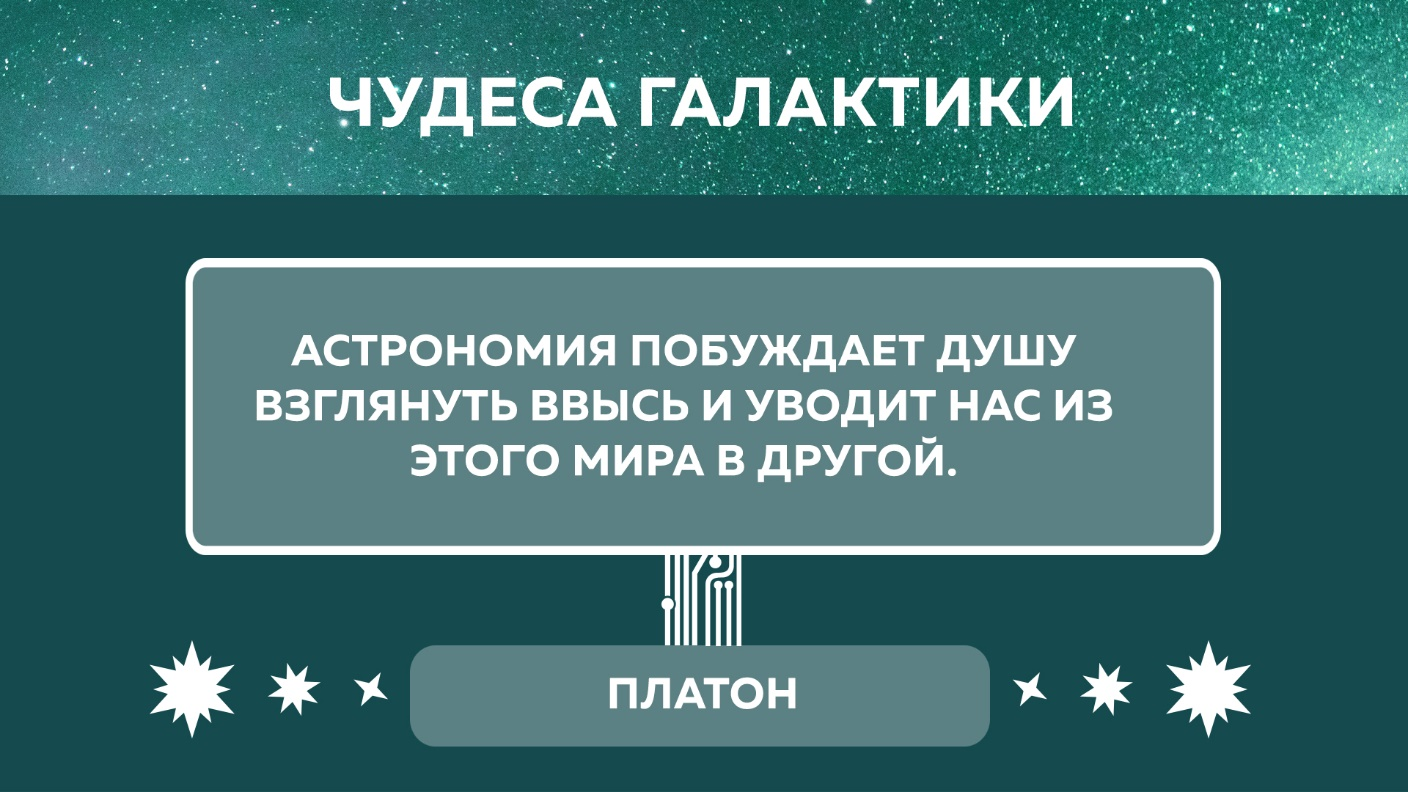 ЧУДЕСА ГАЛАКТИКИ
АСТРОНОМИЯ ПОБУЖДАЕТ ДУШУ
ВЗГЛЯНУТЬ ВВЫСЬ И УВОДИТ НАС ИЗ
ЭТОГО МИРА В ДРУГОЙ.
ПЛАТОН